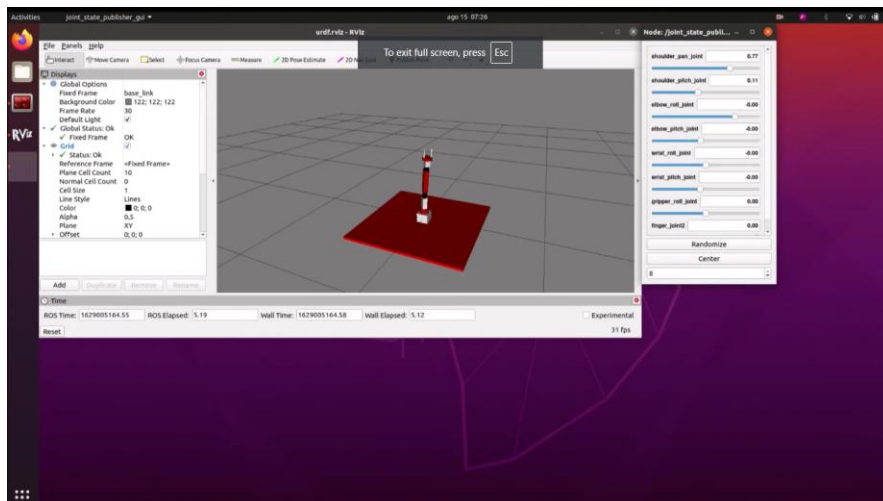 Activities
joint_state_publisher_gui
ago 15 07:26
urdf.rviz - RViz
File Panels Help
To exit full screen, press Esc
Interact Move Camera Select Focus Camera Measure 2D Pose Estimate
Displays
Global Options
Fixed Frame base_link
Background Color 122; 122; 122
Frame Rate 30
Default Light
Global Status: Ok
Fixed Frame OK
Grid
Status: Ok
Reference Frame <Fixed Frame>
Plane Cell Count 10
Normal Cell Count 0
Cell Size 1
Line Style Lines
Color 0; 0; 0
Alpha 0,5
Plane XY
Offset 0; 0; 0
Add Duplicate Remove Rename
Time
ROS Time: 1629005164.55 ROS Elapsed: 5.19 Wall Time: 1629005164.58 Wall Elapsed: 5.12 Experimental
Reset 31 fps
RViz
Node: /joint_state_publ...
shoulder_pan_joint 0.77
shoulder_pitch_joint 0.11
elbow_roll_joint -0.00
elbow_pitch_joint -0.00
wrist_roll_joint -0.00
wrist_pitch_joint -0.00
gripper_roll_joint 0.00
finger_joint2 0.00
Randomize
Center
8